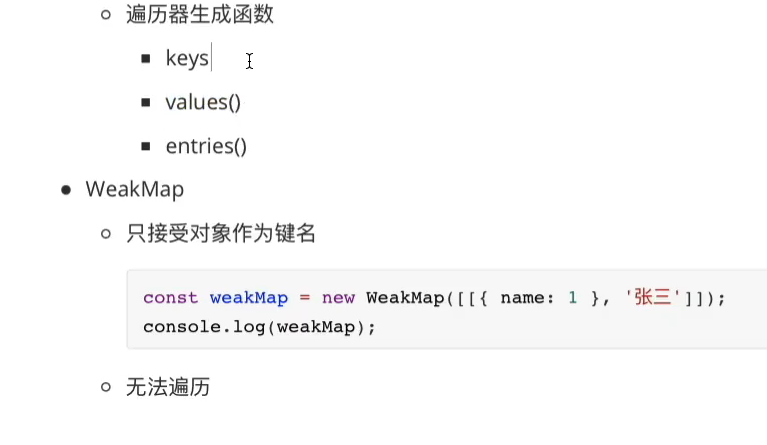 遍历器生成函数
keys
values()
entries()
WeakMap
只接受对象作为键名
const weakMap = new WeakMap([[{ name: 1 }, '张三']]);
console.log(weakMap);
无法遍历